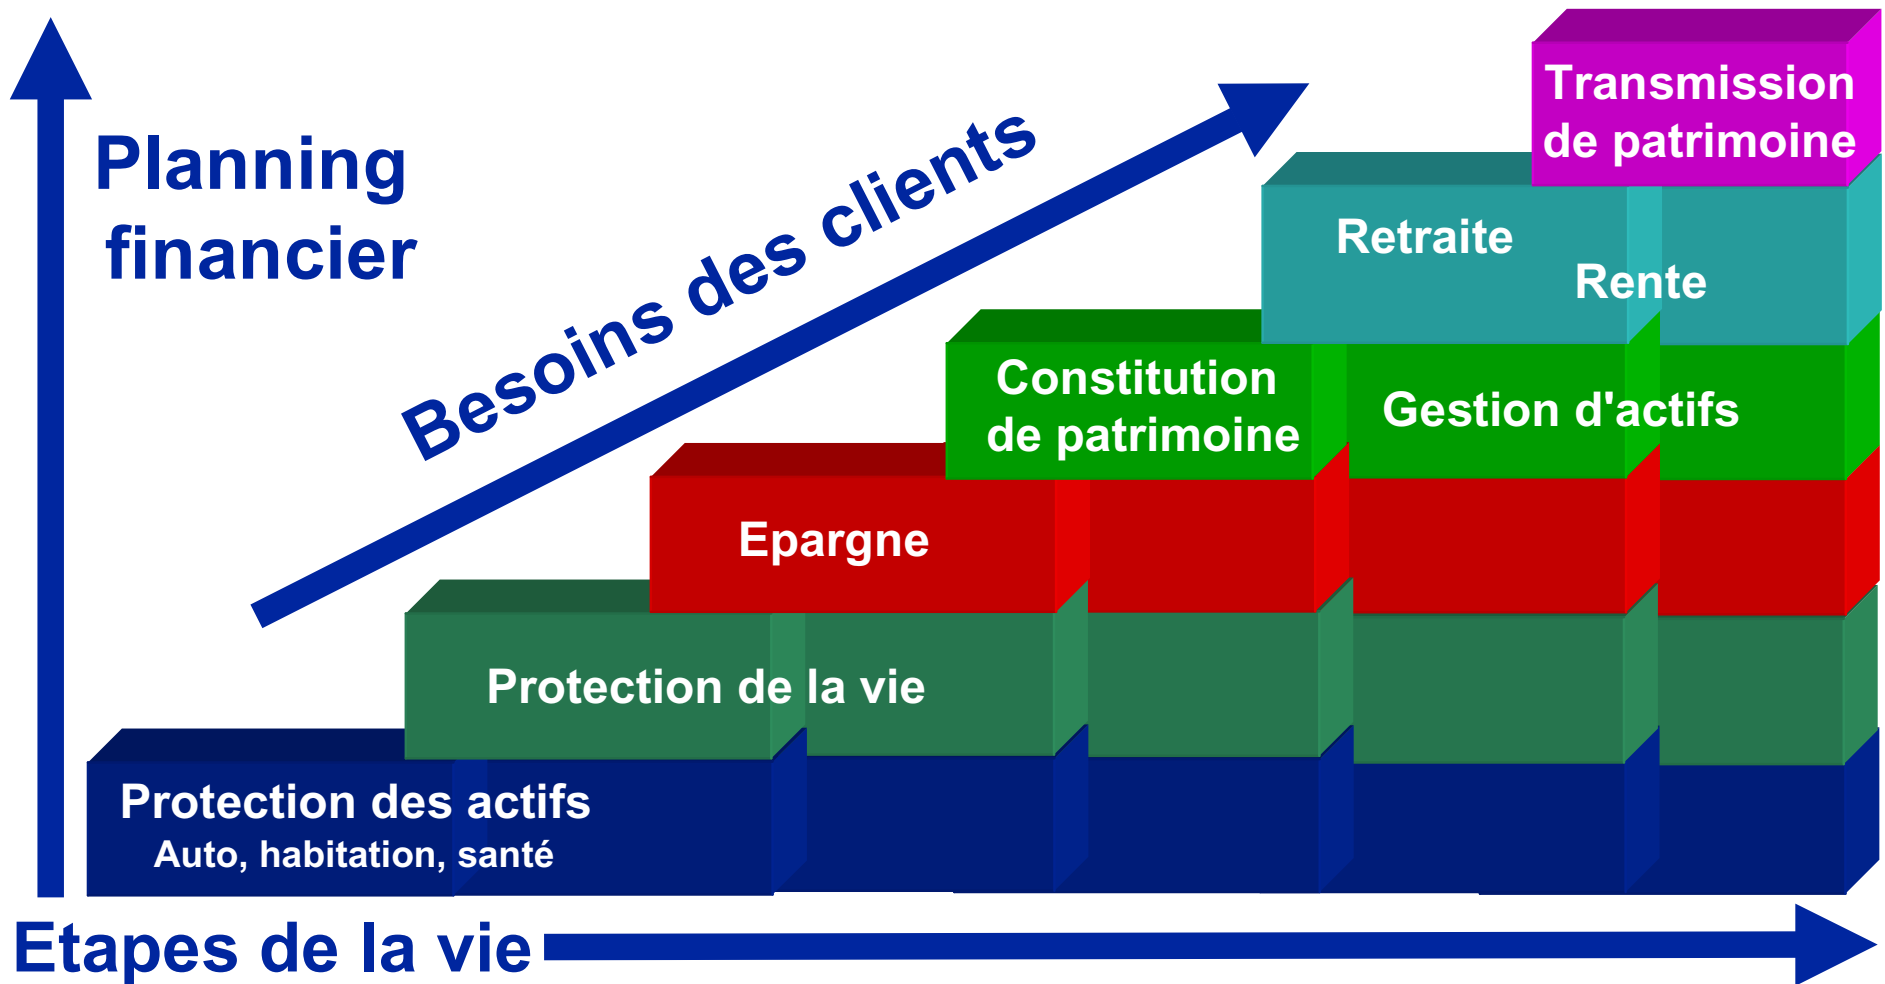 Planning
financier
Besoins des clients
Transmission
de patrimoine
Retraite
Rente
Constitution
de patrimoine
Gestion d'actifs
Epargne
Protection de la vie
Protection des actifs
Auto, habitation, santé
Etapes de la vie